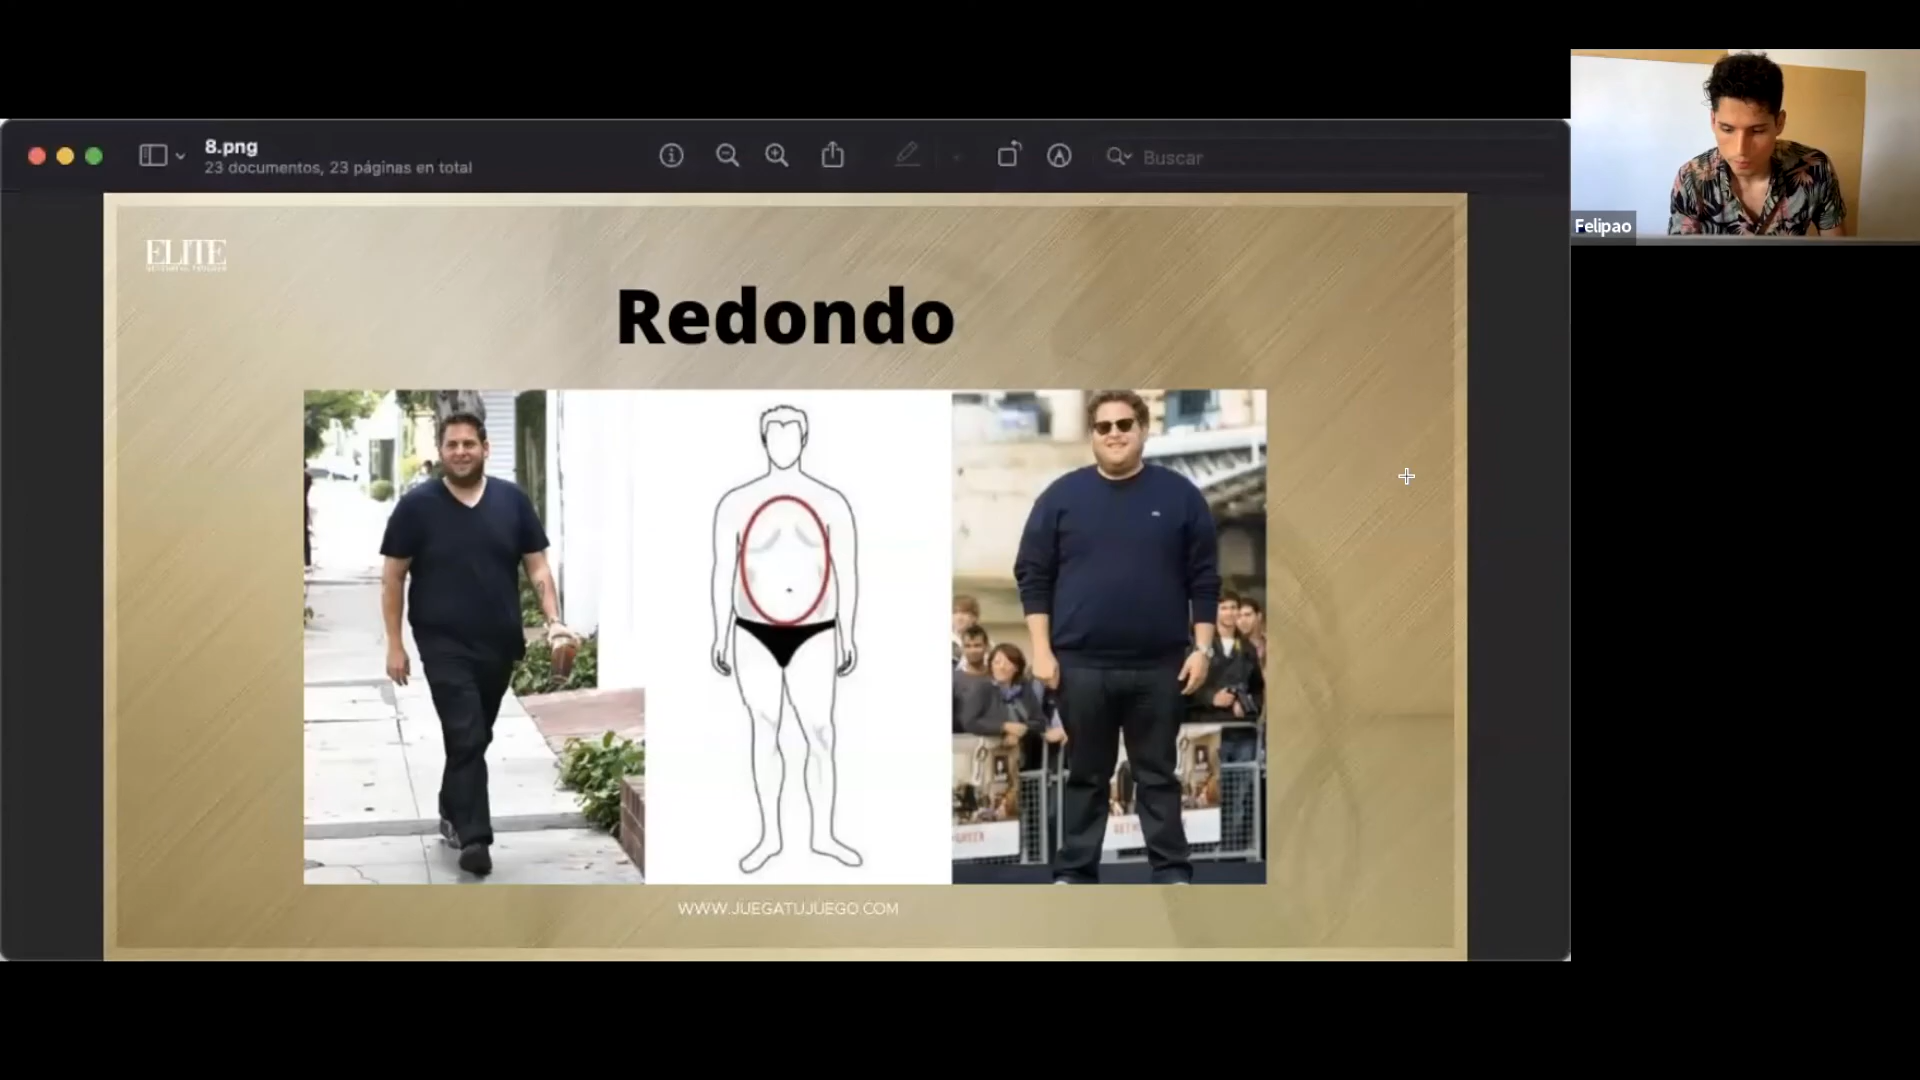 8.png
23 documentos, 23 páginas en total
Buscar
Felipao
ELITE
Redondo
WWW.JUEGATUJUEGO.COM